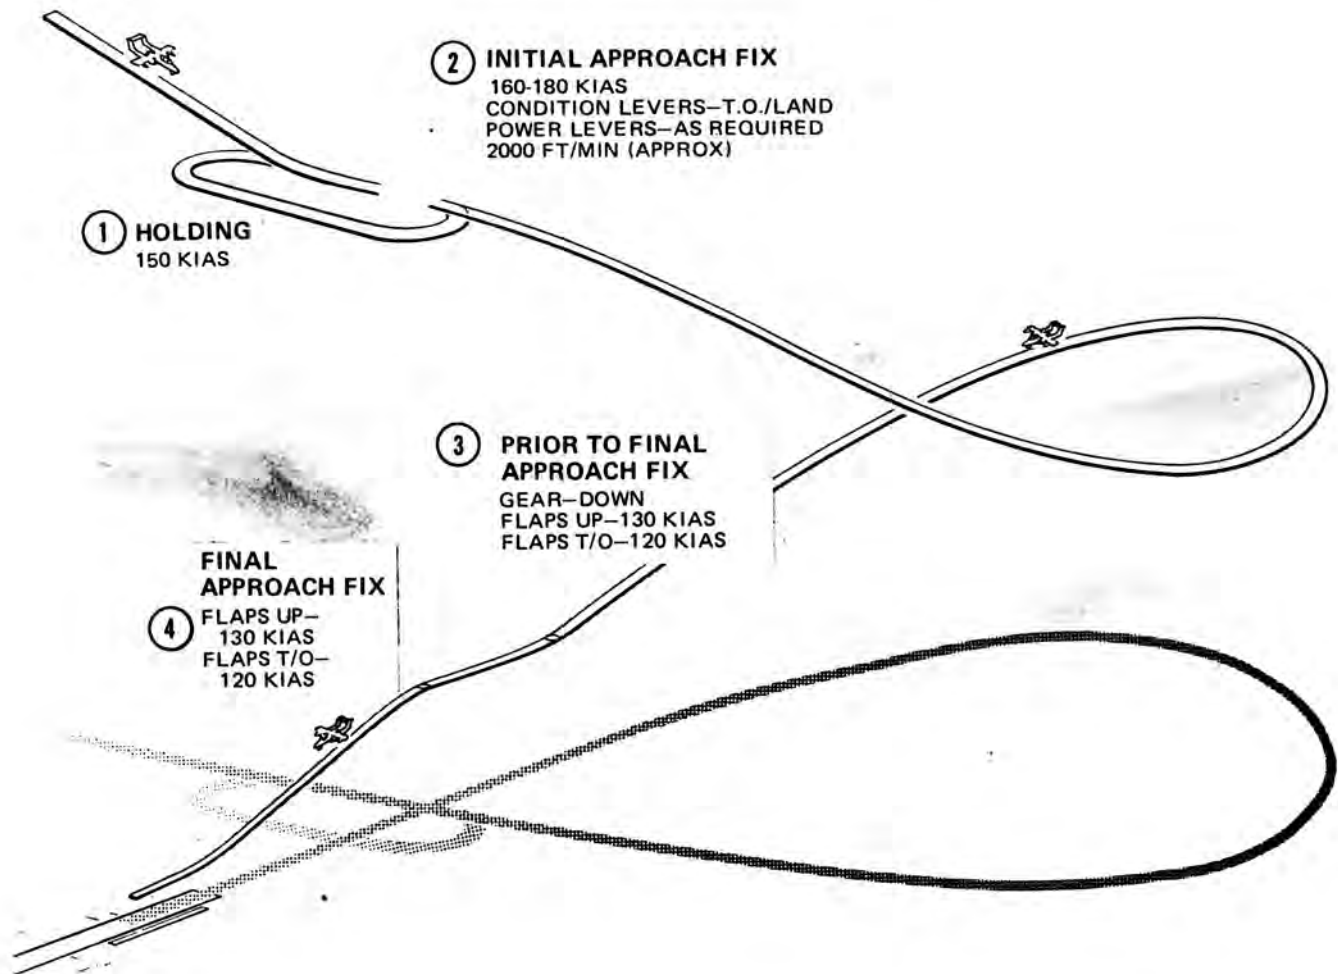 2 INITIAL APPROACH FIX
160-180 KIAS
CONDITION LEVERS—T.O./LAND
POWER LEVERS—AS REQUIRED
2000 FT/MIN (APPROX)
1 HOLDING
150 KIAS
3 PRIOR TO FINAL
APPROACH FIX
GEAR—DOWN
FLAPS UP—130 KIAS
FLAPS T/O—120 KIAS
FINAL
APPROACH FIX
4 FLAPS UP—
130 KIAS
FLAPS T/O—
120 KIAS